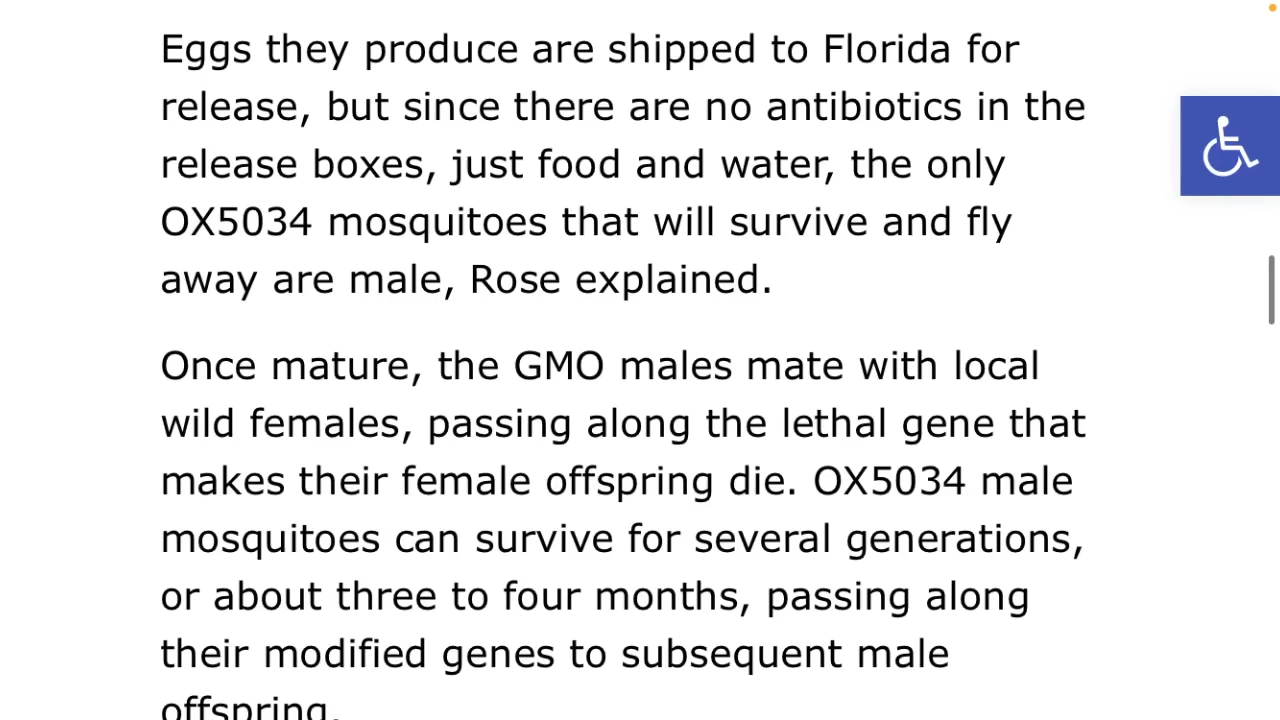 Eggs they produce are shipped to Florida for
release, but since there are no antibiotics in the
release boxes, just food and water, the only
OX5034 mosquitoes that will survive and fly
away are male, Rose explained.
Once mature, the GMO males mate with local
wild females, passing along the lethal gene that
makes their female offspring die. OX5034 male
mosquitoes can survive for several generations,
or about three to four months, passing along
their modified genes to subsequent male
offspring.